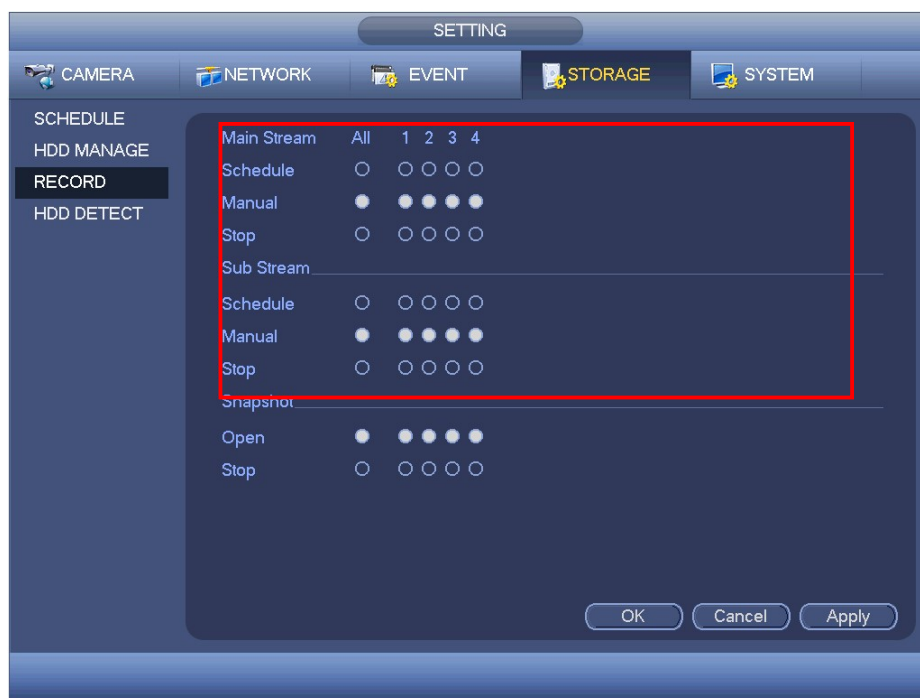 SETTING
CAMERA NETWORK EVENT STORAGE SYSTEM
SCHEDULE
HDD MANAGE
RECORD
HDD DETECT
Main Stream All 1 2 3 4
Schedule
Manual
Stop
Sub Stream
Schedule
Manual
Stop
Snapshot
Open
Stop
OK Cancel Apply